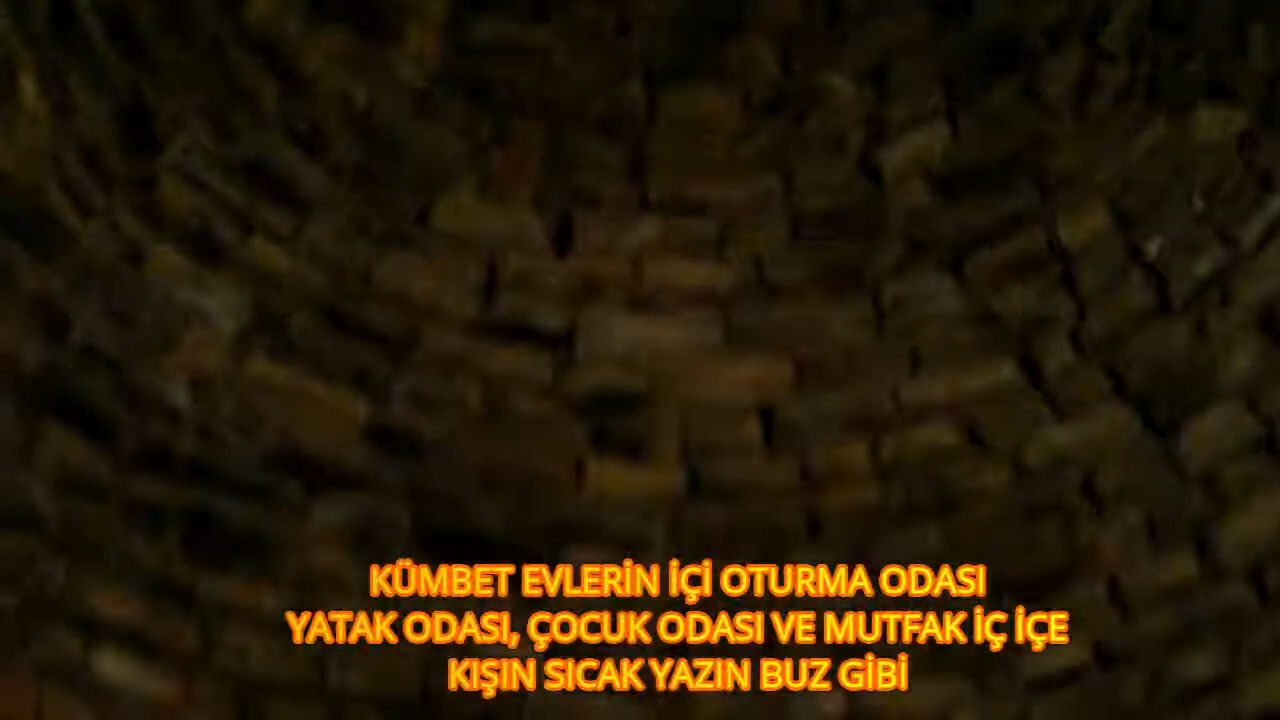 KÜMBET EVLERİN İÇİ OTURMA ODASI
YATAK ODASI, ÇOCUK ODASI VE MUTFAK İÇ İÇE
KIŞIN SICAK YAZIN BUZ GİBİ